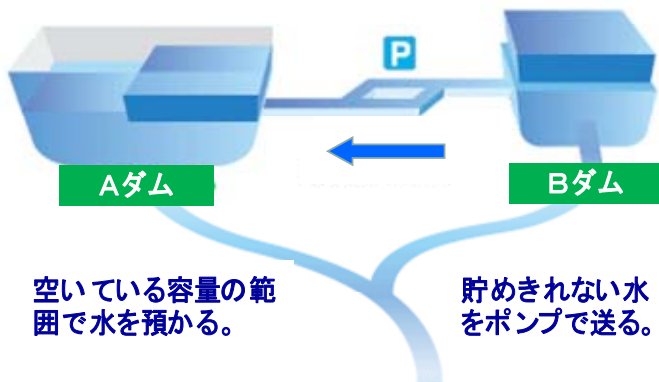 P
Aダム
Bダム
空いている容量の範
囲で水を預かる。
貯めきれない水
をポンプで送る。